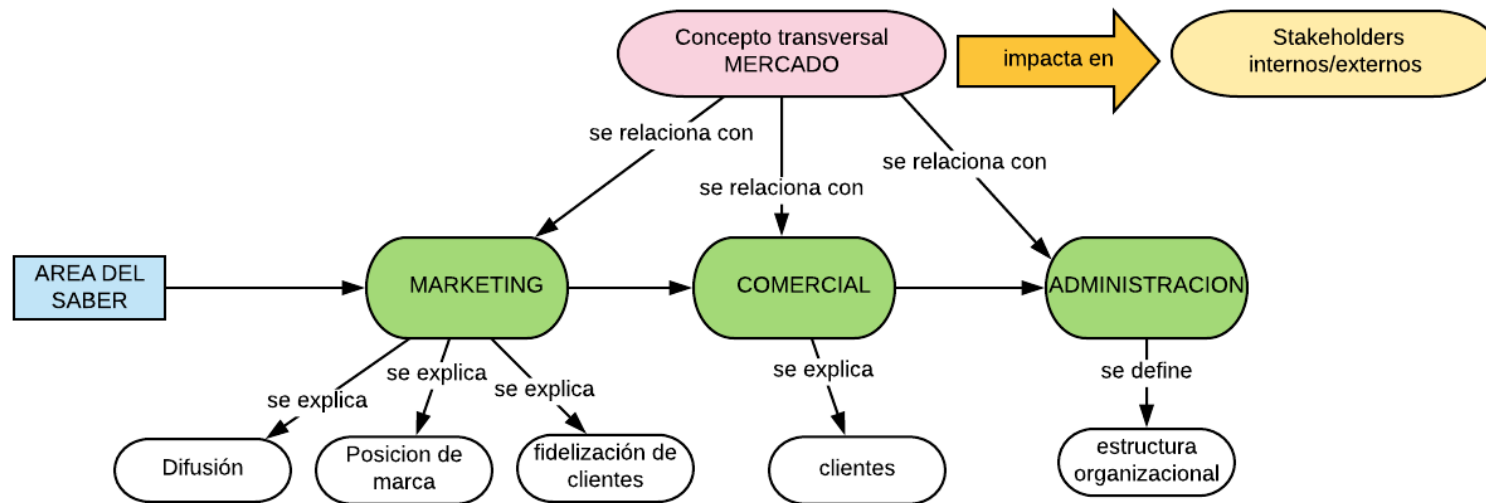 Concepto transversal
MERCADO
impacta en
Stakeholders
internos/externos
se relaciona con
se relaciona con
se relaciona con
AREA DEL
SABER
MARKETING
COMERCIAL
ADMINISTRACION
se explica
se explica
se explica
se explica
se define
Difusión
Posicion de
marca
fidelización de
clientes
clientes
estructura
organizacional